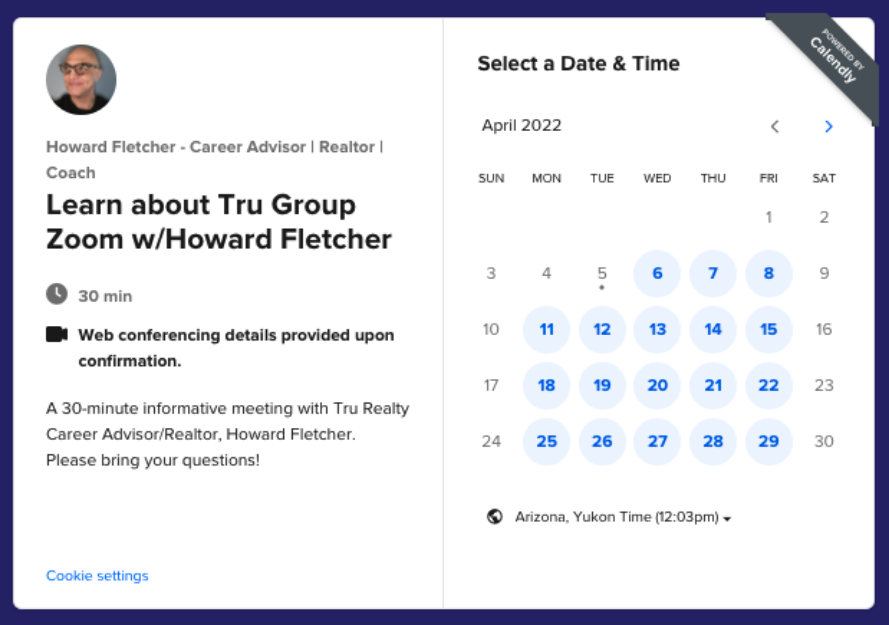 Howard Fletcher - Career Advisor | Realtor |
Coach
Learn about Tru Group
Zoom w/Howard Fletcher
30 min
Web conferencing details provided upon
confirmation.
A 30-minute informative meeting with Tru Realty
Career Advisor/Realtor, Howard Fletcher.
Please bring your questions!
Cookie settings
Select a Date & Time
POWERED BY
Calendly
April 2022
SUN MON TUE WED THU FRI SAT
1 2
3 4 5 6 7 8 9
10 11 12 13 14 15 16
17 18 19 20 21 22 23
24 25 26 27 28 29 30
Arizona, Yukon Time (12:03pm)